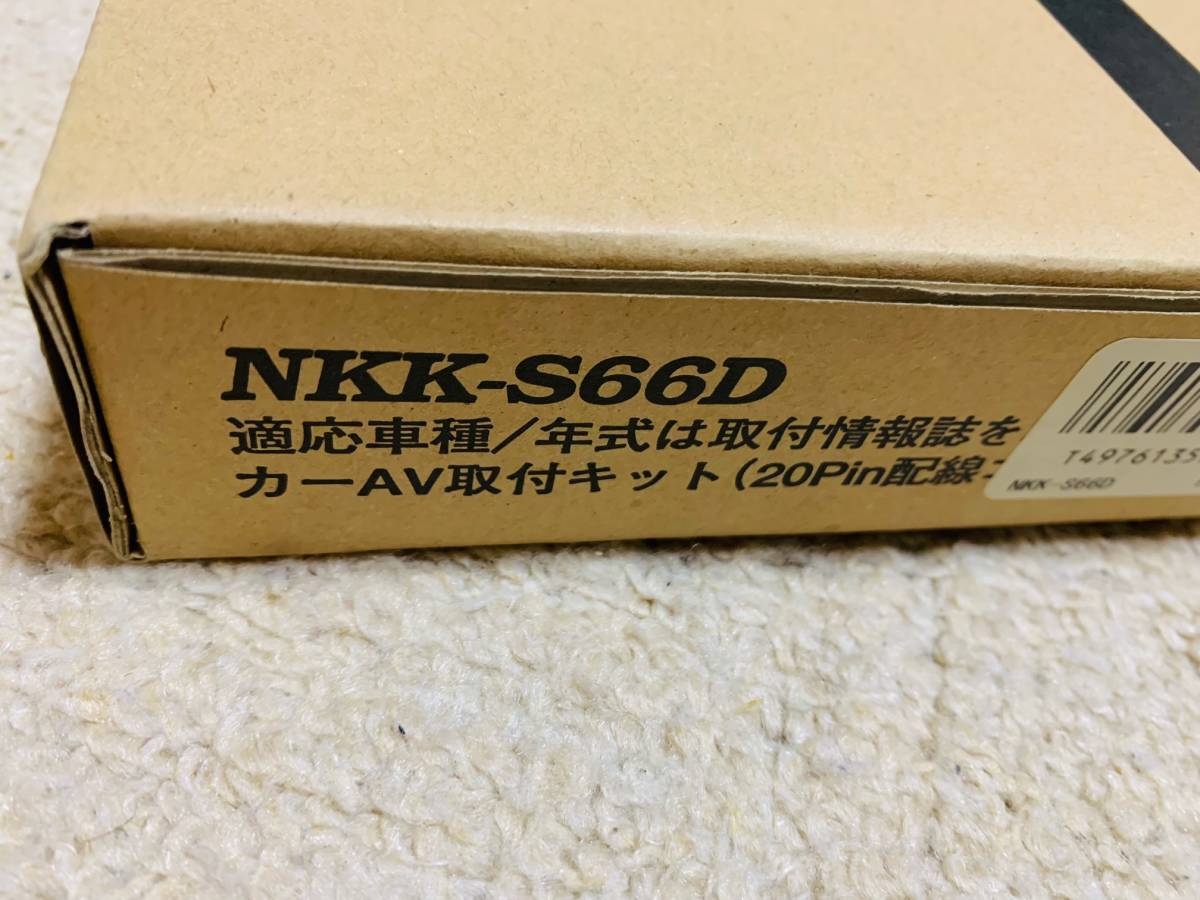 NKK-S66D
適応車種/年式は取付情報誌を
カーAV取付キット(20Pin配線
T4976135
NKK-S66D